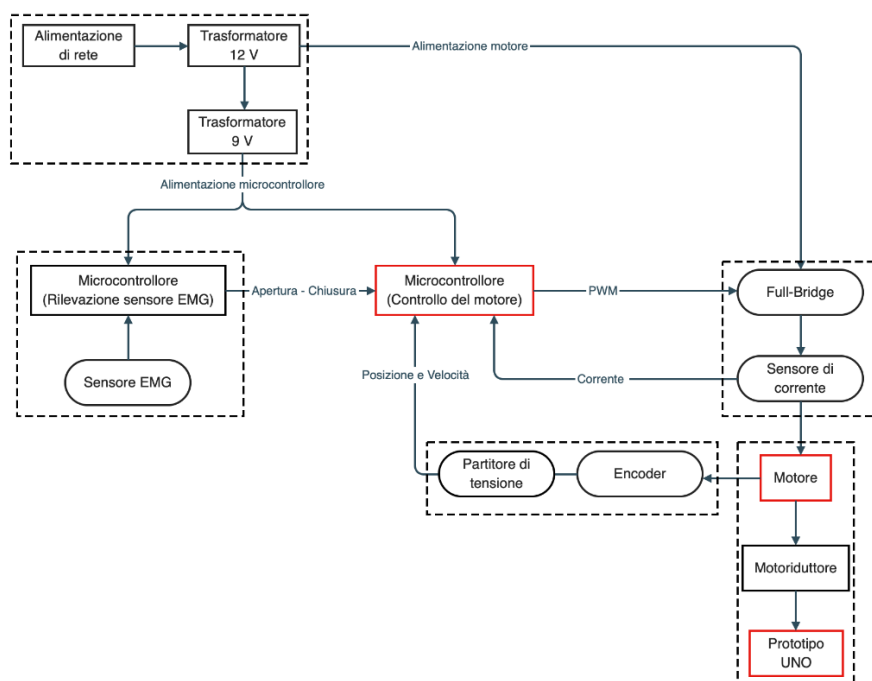 Alimentazione
di rete
Trasformatore
12 V
Alimentazione motore
Trasformatore
9 V
Alimentazione microcontrollore
Microcontrollore
(Rilevazione sensore EMG)
Apertura - Chiusura
Microcontrollore
(Controllo del motore)
PWM
Full-Bridge
Sensore EMG
Posizione e Velocità
Corrente
Sensore di
corrente
Partitore di
tensione
Encoder
Motore
Motoriduttore
Prototipo
UNO